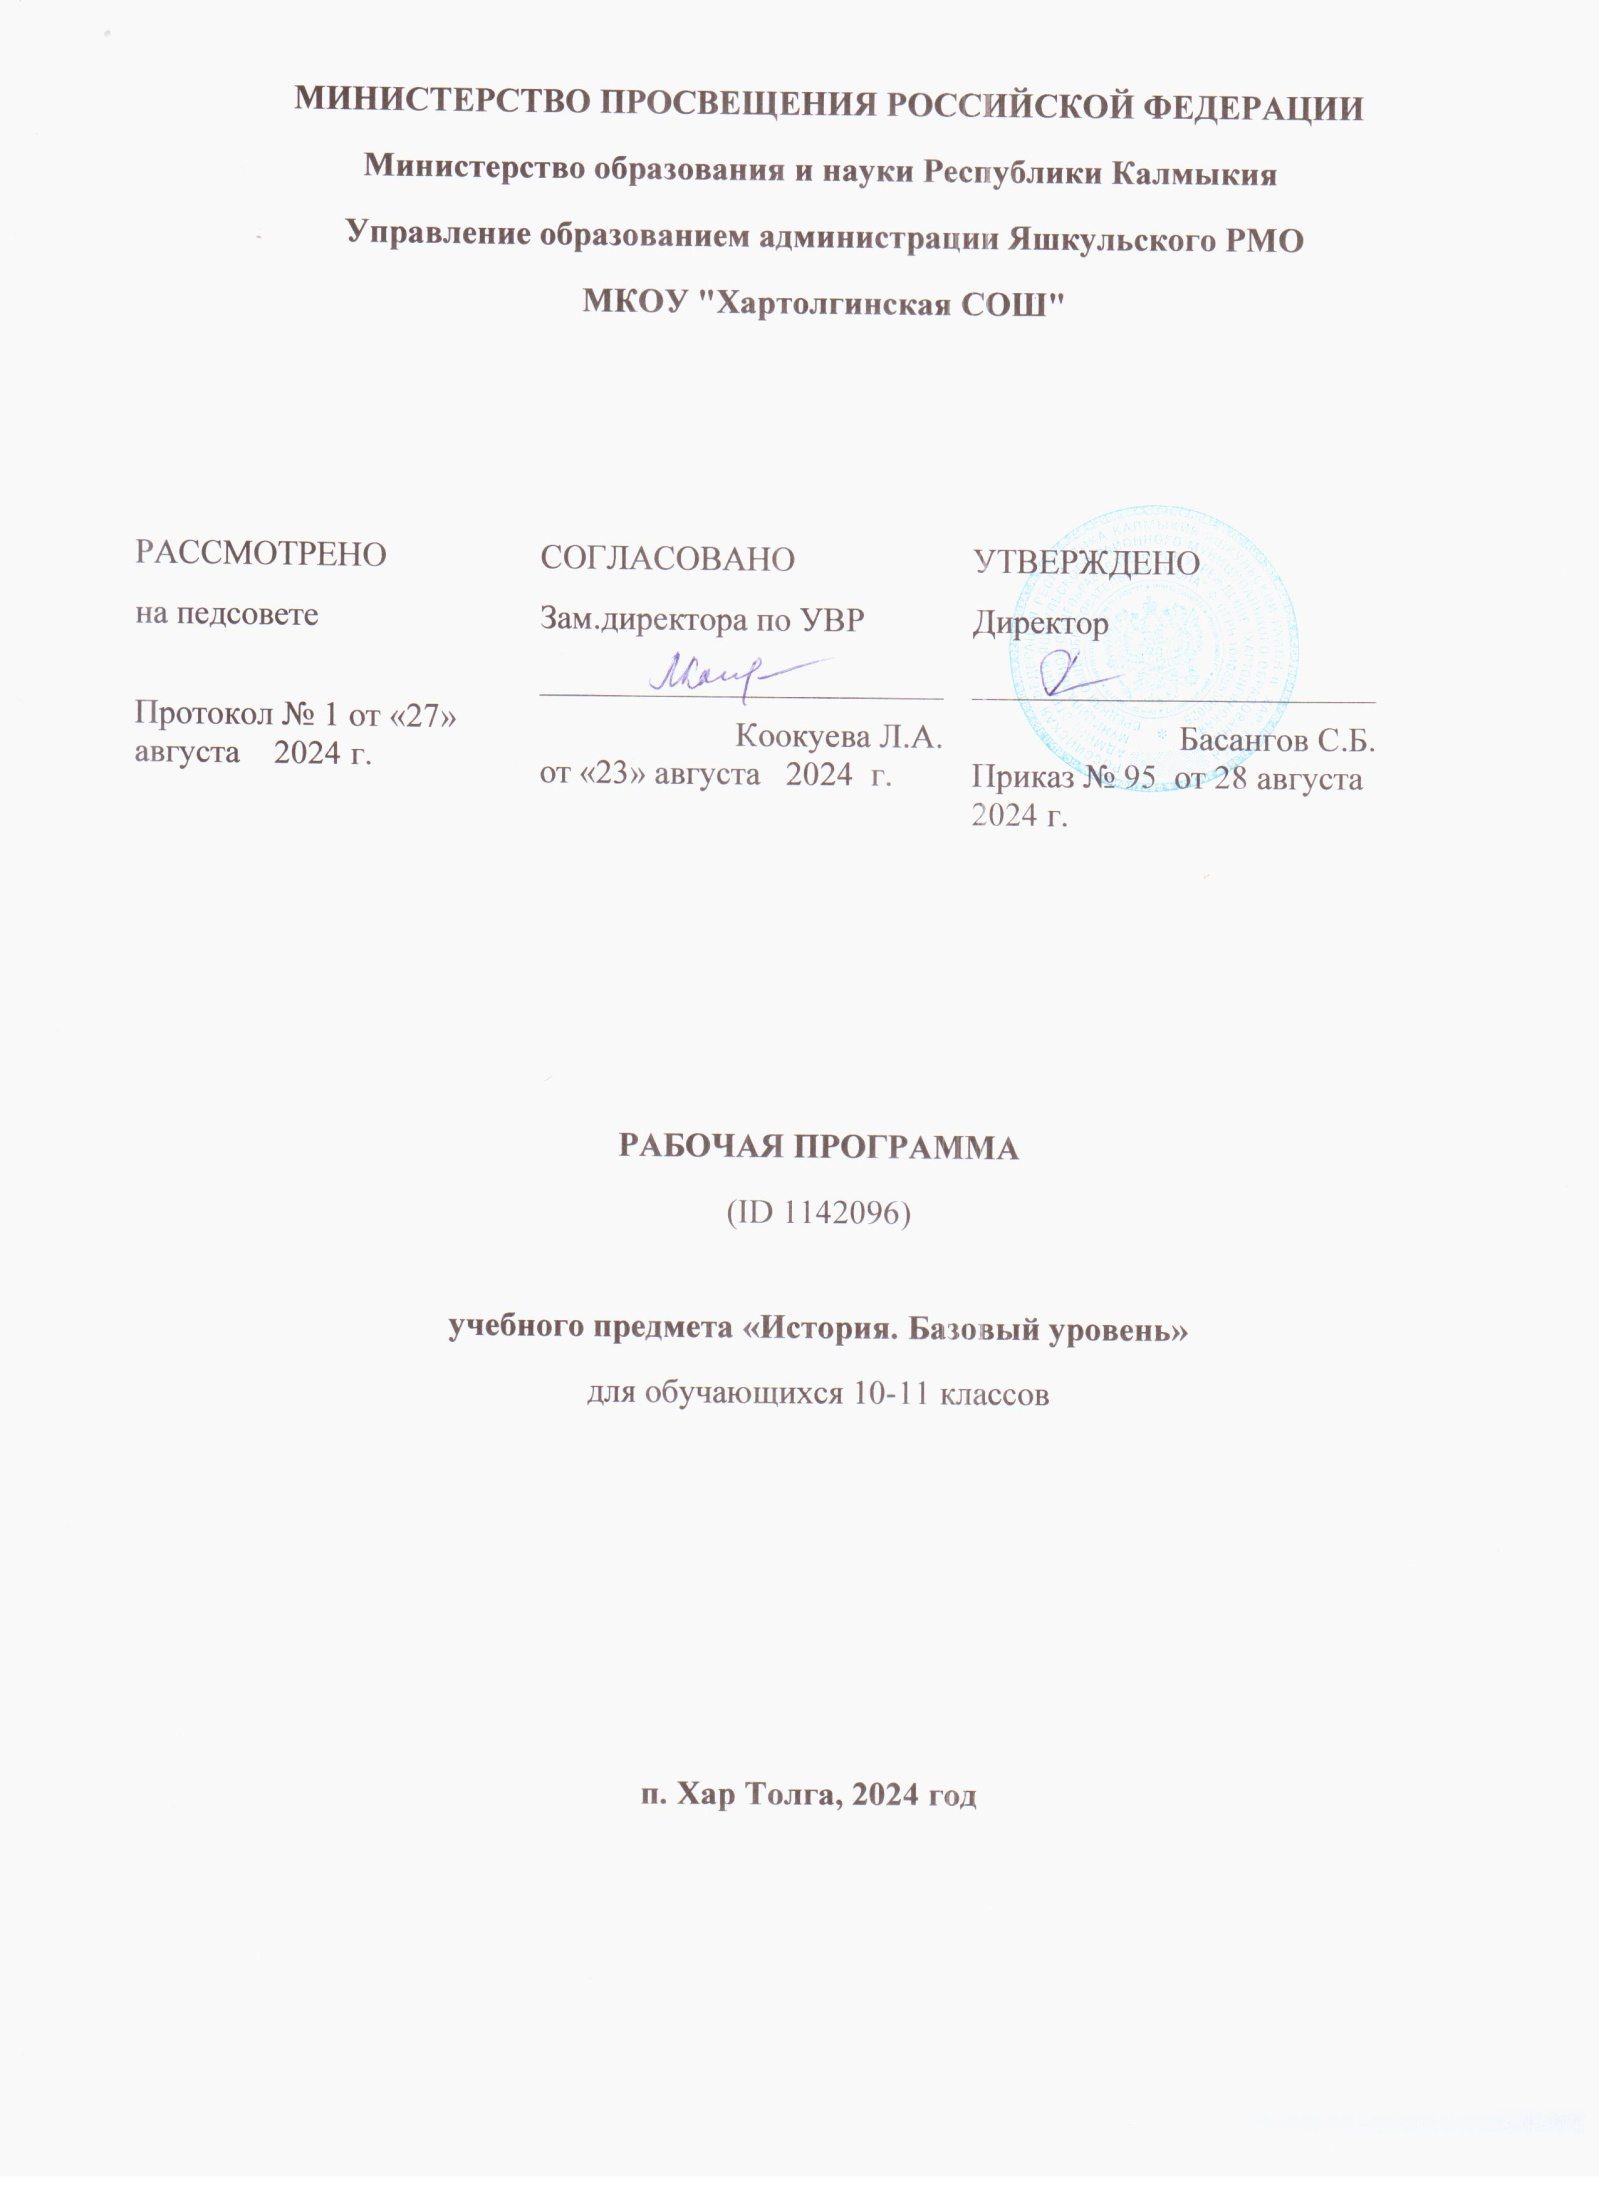 МИНИСТЕРСТВО ПРОСВЕЩЕНИЯ РОССИЙСКОЙ ФЕДЕРАЦИИ
Министерство образования и науки Республики Калмыкия
Управление образованием администрации Яшкульского РМО
МКОУ "Хартолгинская СОШ"
РАССМОТРЕНО
на педсовете
Протокол № 1 от «27»
августа 2024 г.
СОГЛАСОВАНО
Зам.директора по УВР
Коокуева Л.А.
от «23» августа 2024 г.
УТВЕРЖДЕНО
Директор
Басангов С.Б.
Приказ № 95 от 28 августа
2024 г.
РАБОЧАЯ ПРОГРАММА
(ID 1142096)
учебного предмета «История. Базовый уровень»
для обучающихся 10-11 классов
п. Хар Толга, 2024 год